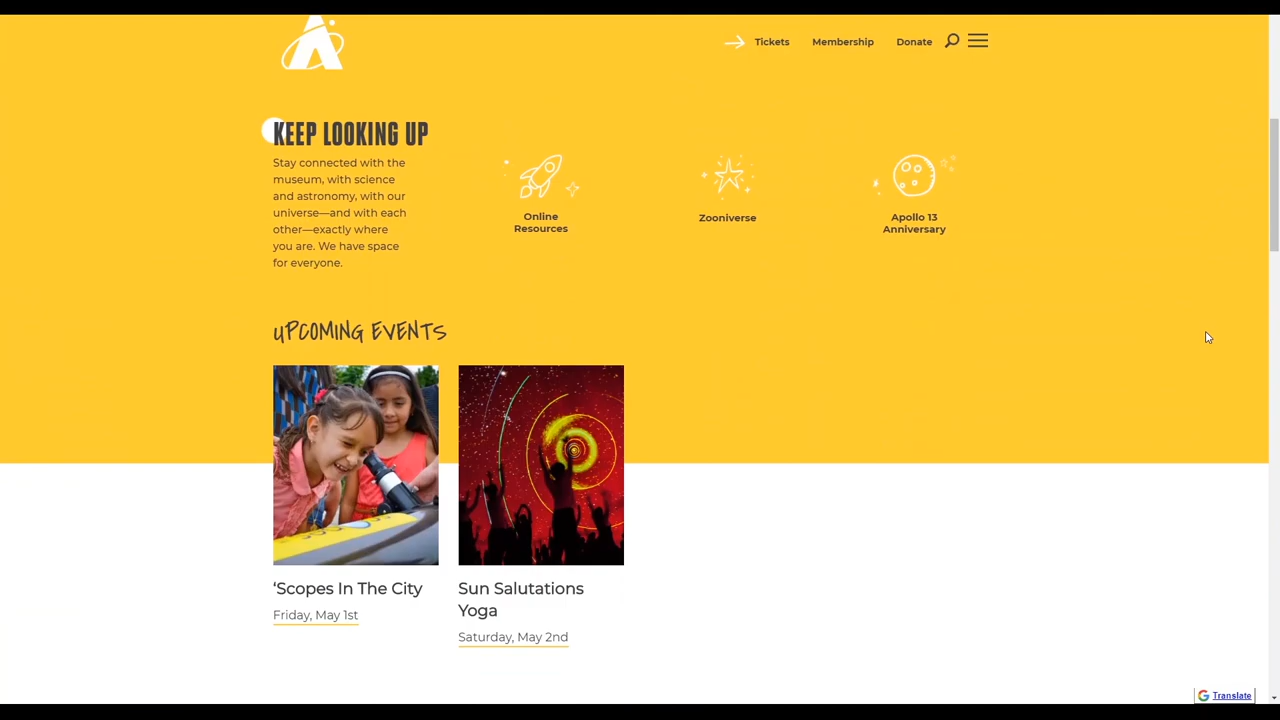 Tickets
Membership
Donate
KEEP LOOKING UP
Stay connected with the
museum, with science
and astronomy, with our
universe—and with each
other—exactly where
you are. We have space
for everyone.
Online
Resources
Zooniverse
Apollo 13
Anniversary
UPCOMING EVENTS
‘Scopes In The City
Friday, May 1st
Sun Salutations
Yoga
Saturday, May 2nd
Translate